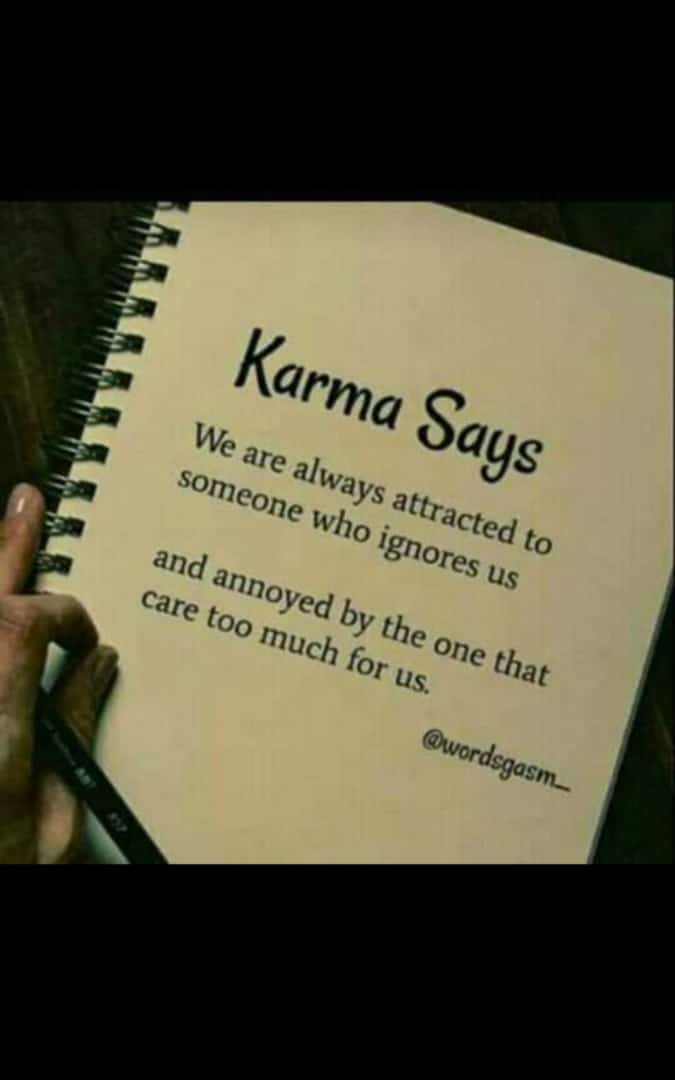 Karma Says
We are always attracted to
someone who ignores us
and annoyed by the one that
care too much for us.
@wordsgasm_